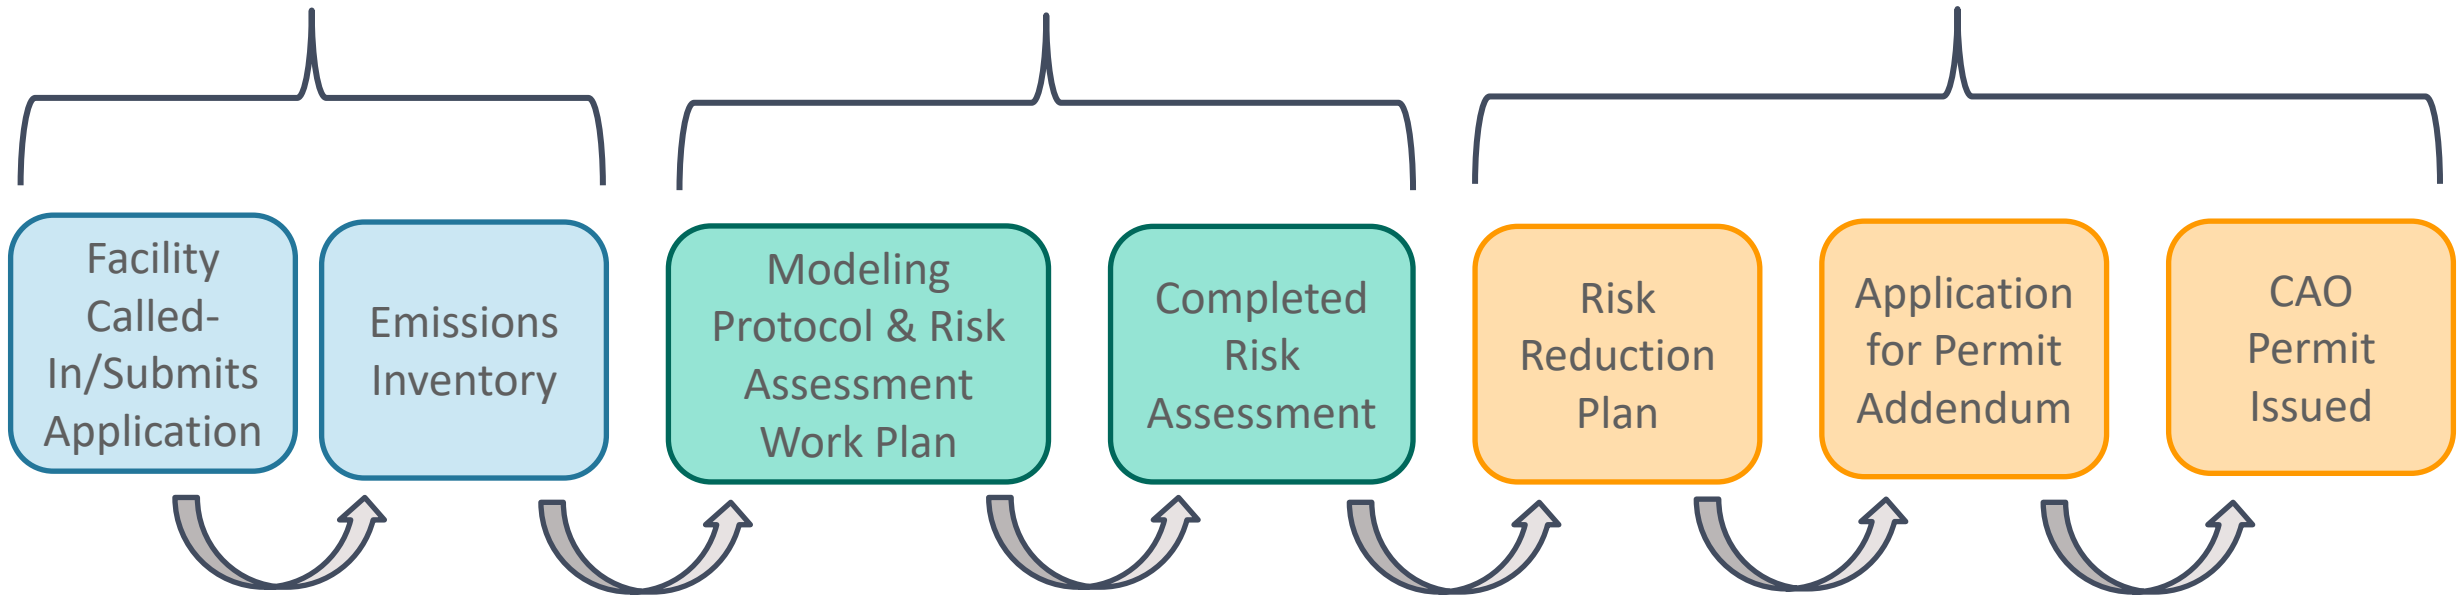 Facility
Called-
In/Submits
Application
Emissions
Inventory
Modeling
Protocol & Risk
Assessment
Work Plan
Completed
Risk
Assessment
Risk
Reduction
Plan
Application
for Permit
Addendum
CAO
Permit
Issued